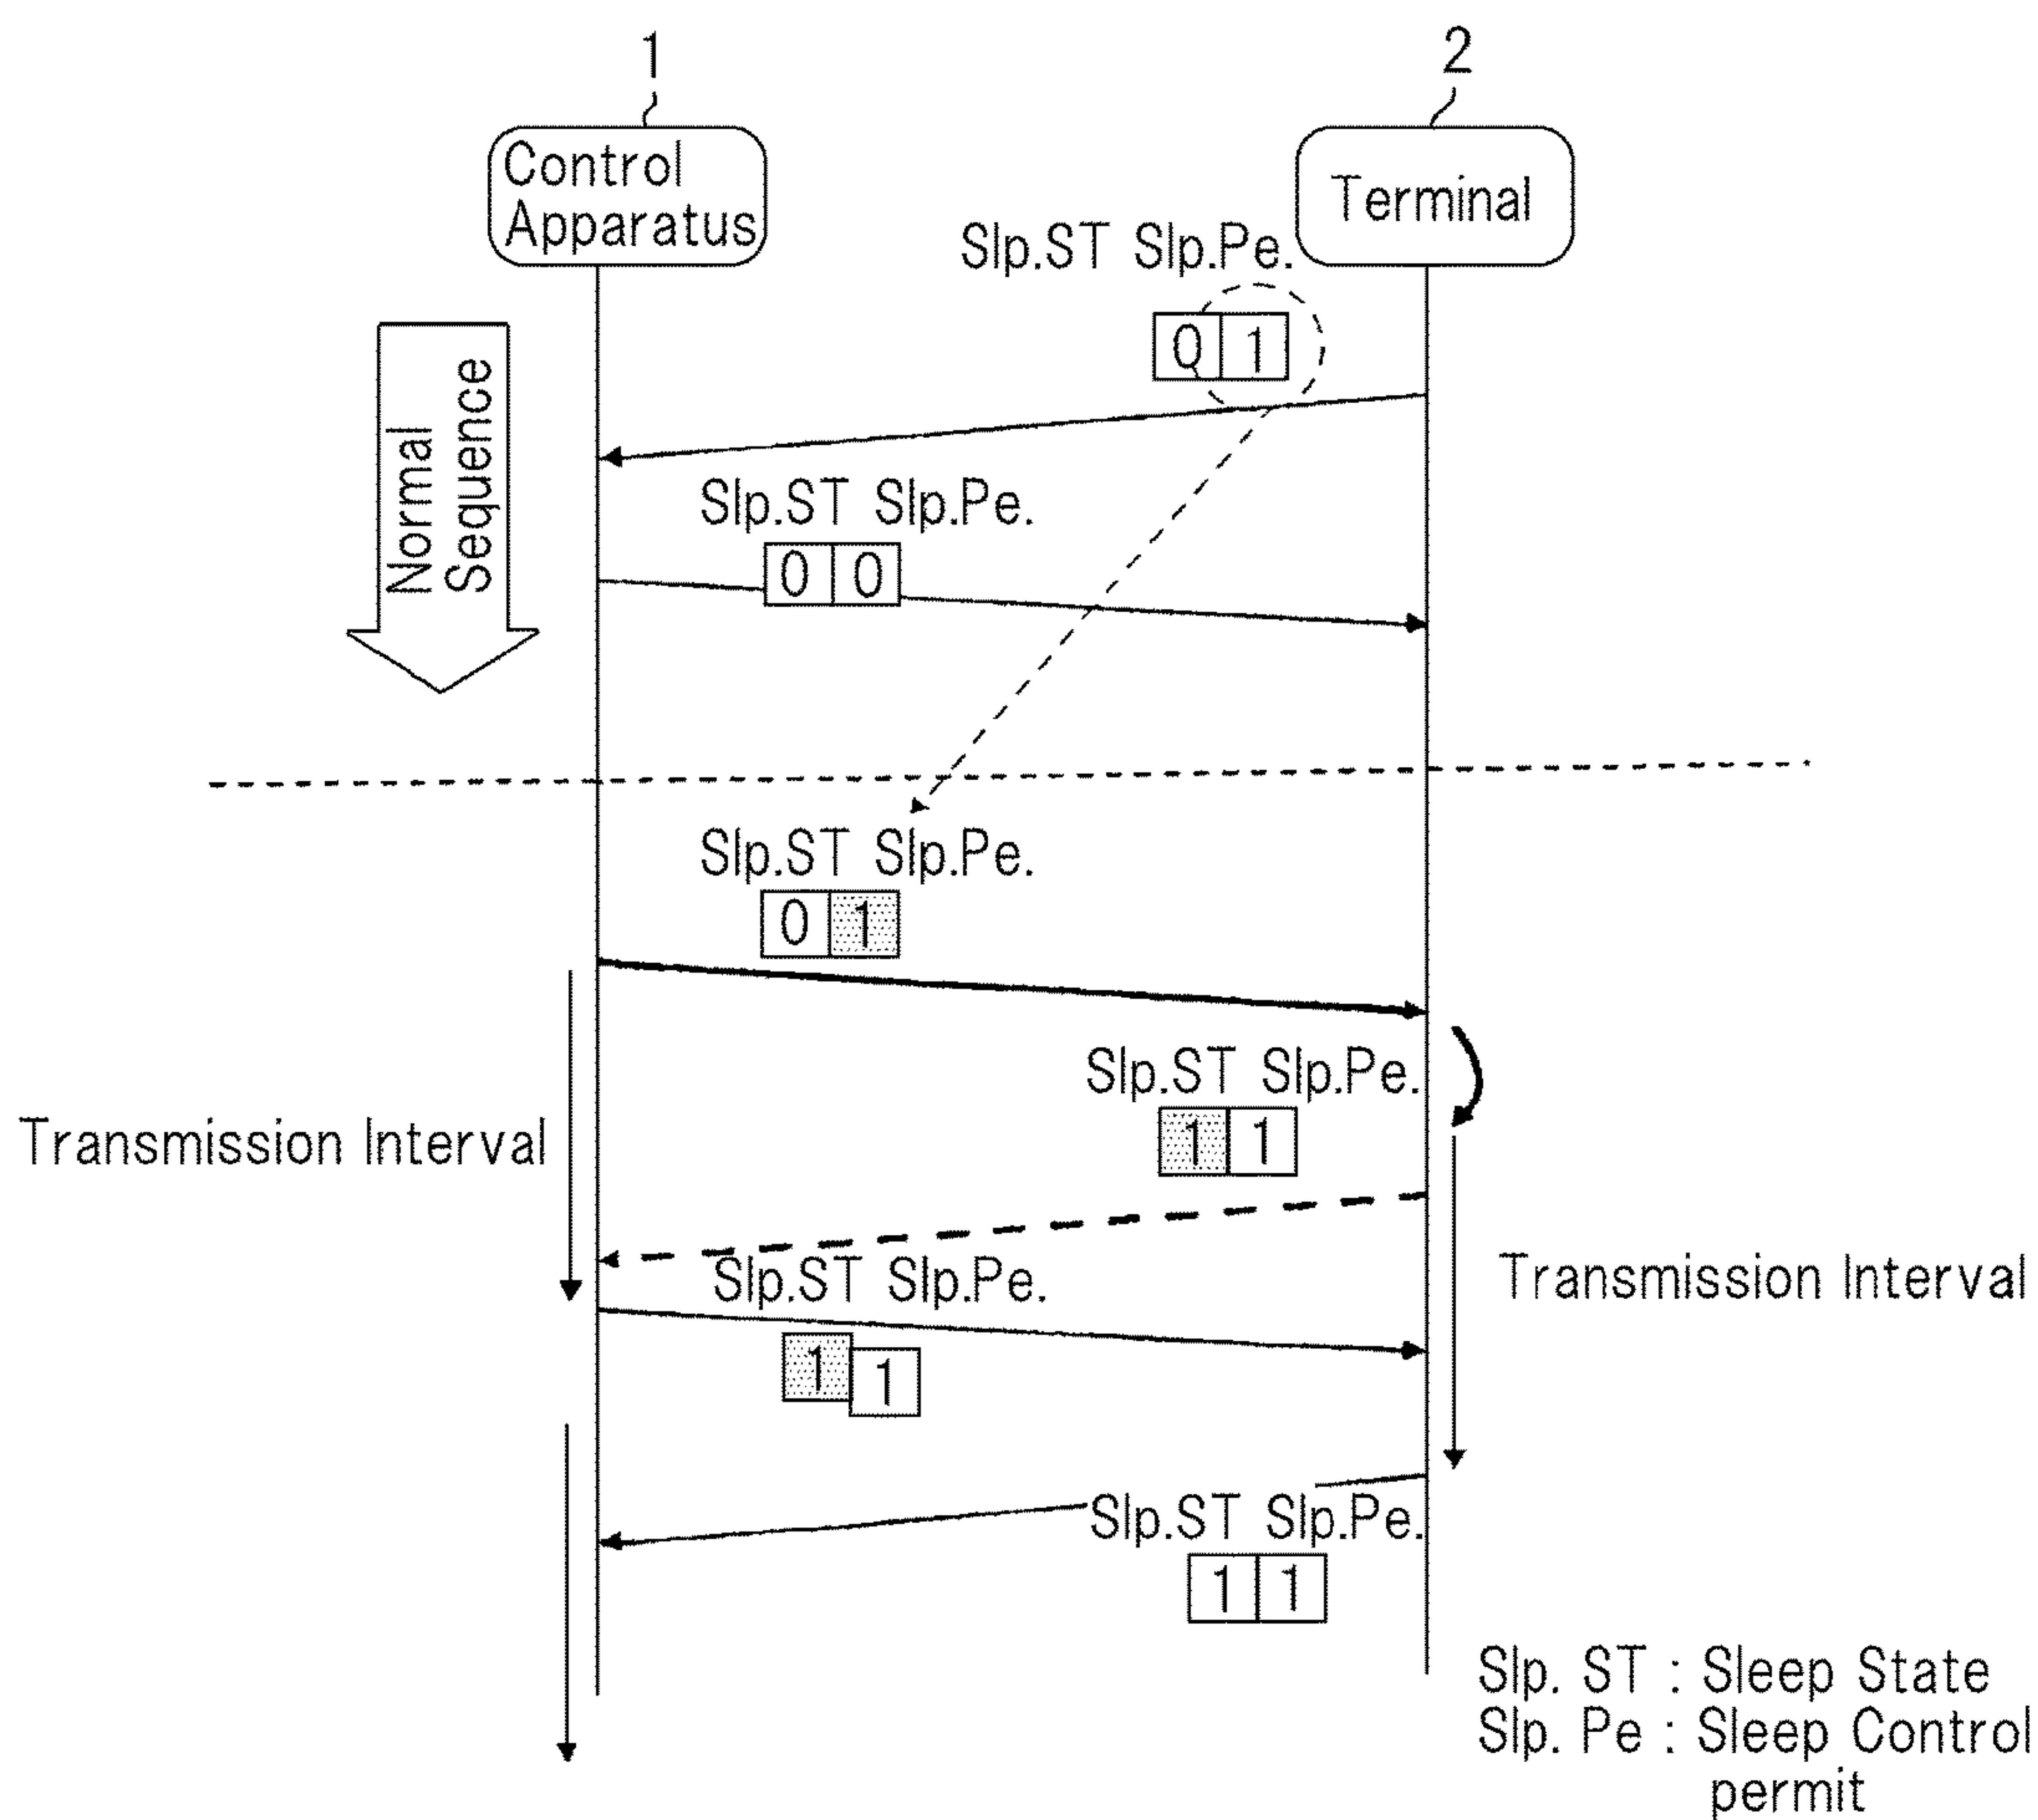 1
2
Control
Apparatus
Terminal
Slp.ST Slp.Pe.
0 1
Normal
Sequence
Slp.ST Slp.Pe.
0 0
Slp.ST Slp.Pe.
0 1
Slp.ST Slp.Pe.
1 1
Transmission Interval
Slp.ST Slp.Pe.
Transmission Interval
1 1
Slp.ST Slp.Pe.
1 1
Slp. ST : Sleep State
Slp. Pe : Sleep Control
permit